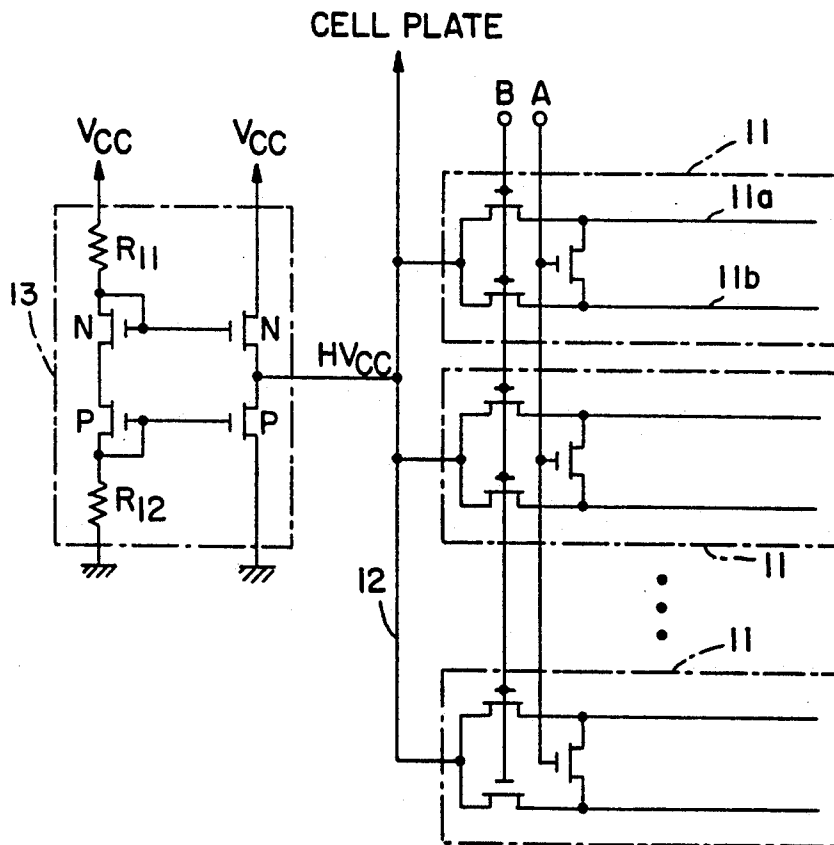 CELL PLATE
B A
VCC VCC
11
11a
R11
13
11b
N N
HVCC
P P
R12
12
11
11